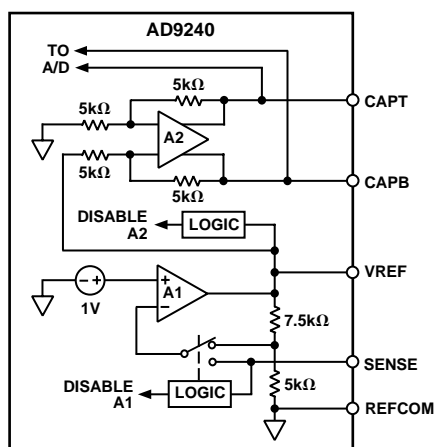 AD9240
TO
A/D
5kΩ
CAPT
5kΩ
A2
5kΩ
5kΩ
CAPB
DISABLE
A2
LOGIC
VREF
− +
1V
+
−
A1
7.5kΩ
SENSE
DISABLE
A1
LOGIC
5kΩ
REFCOM